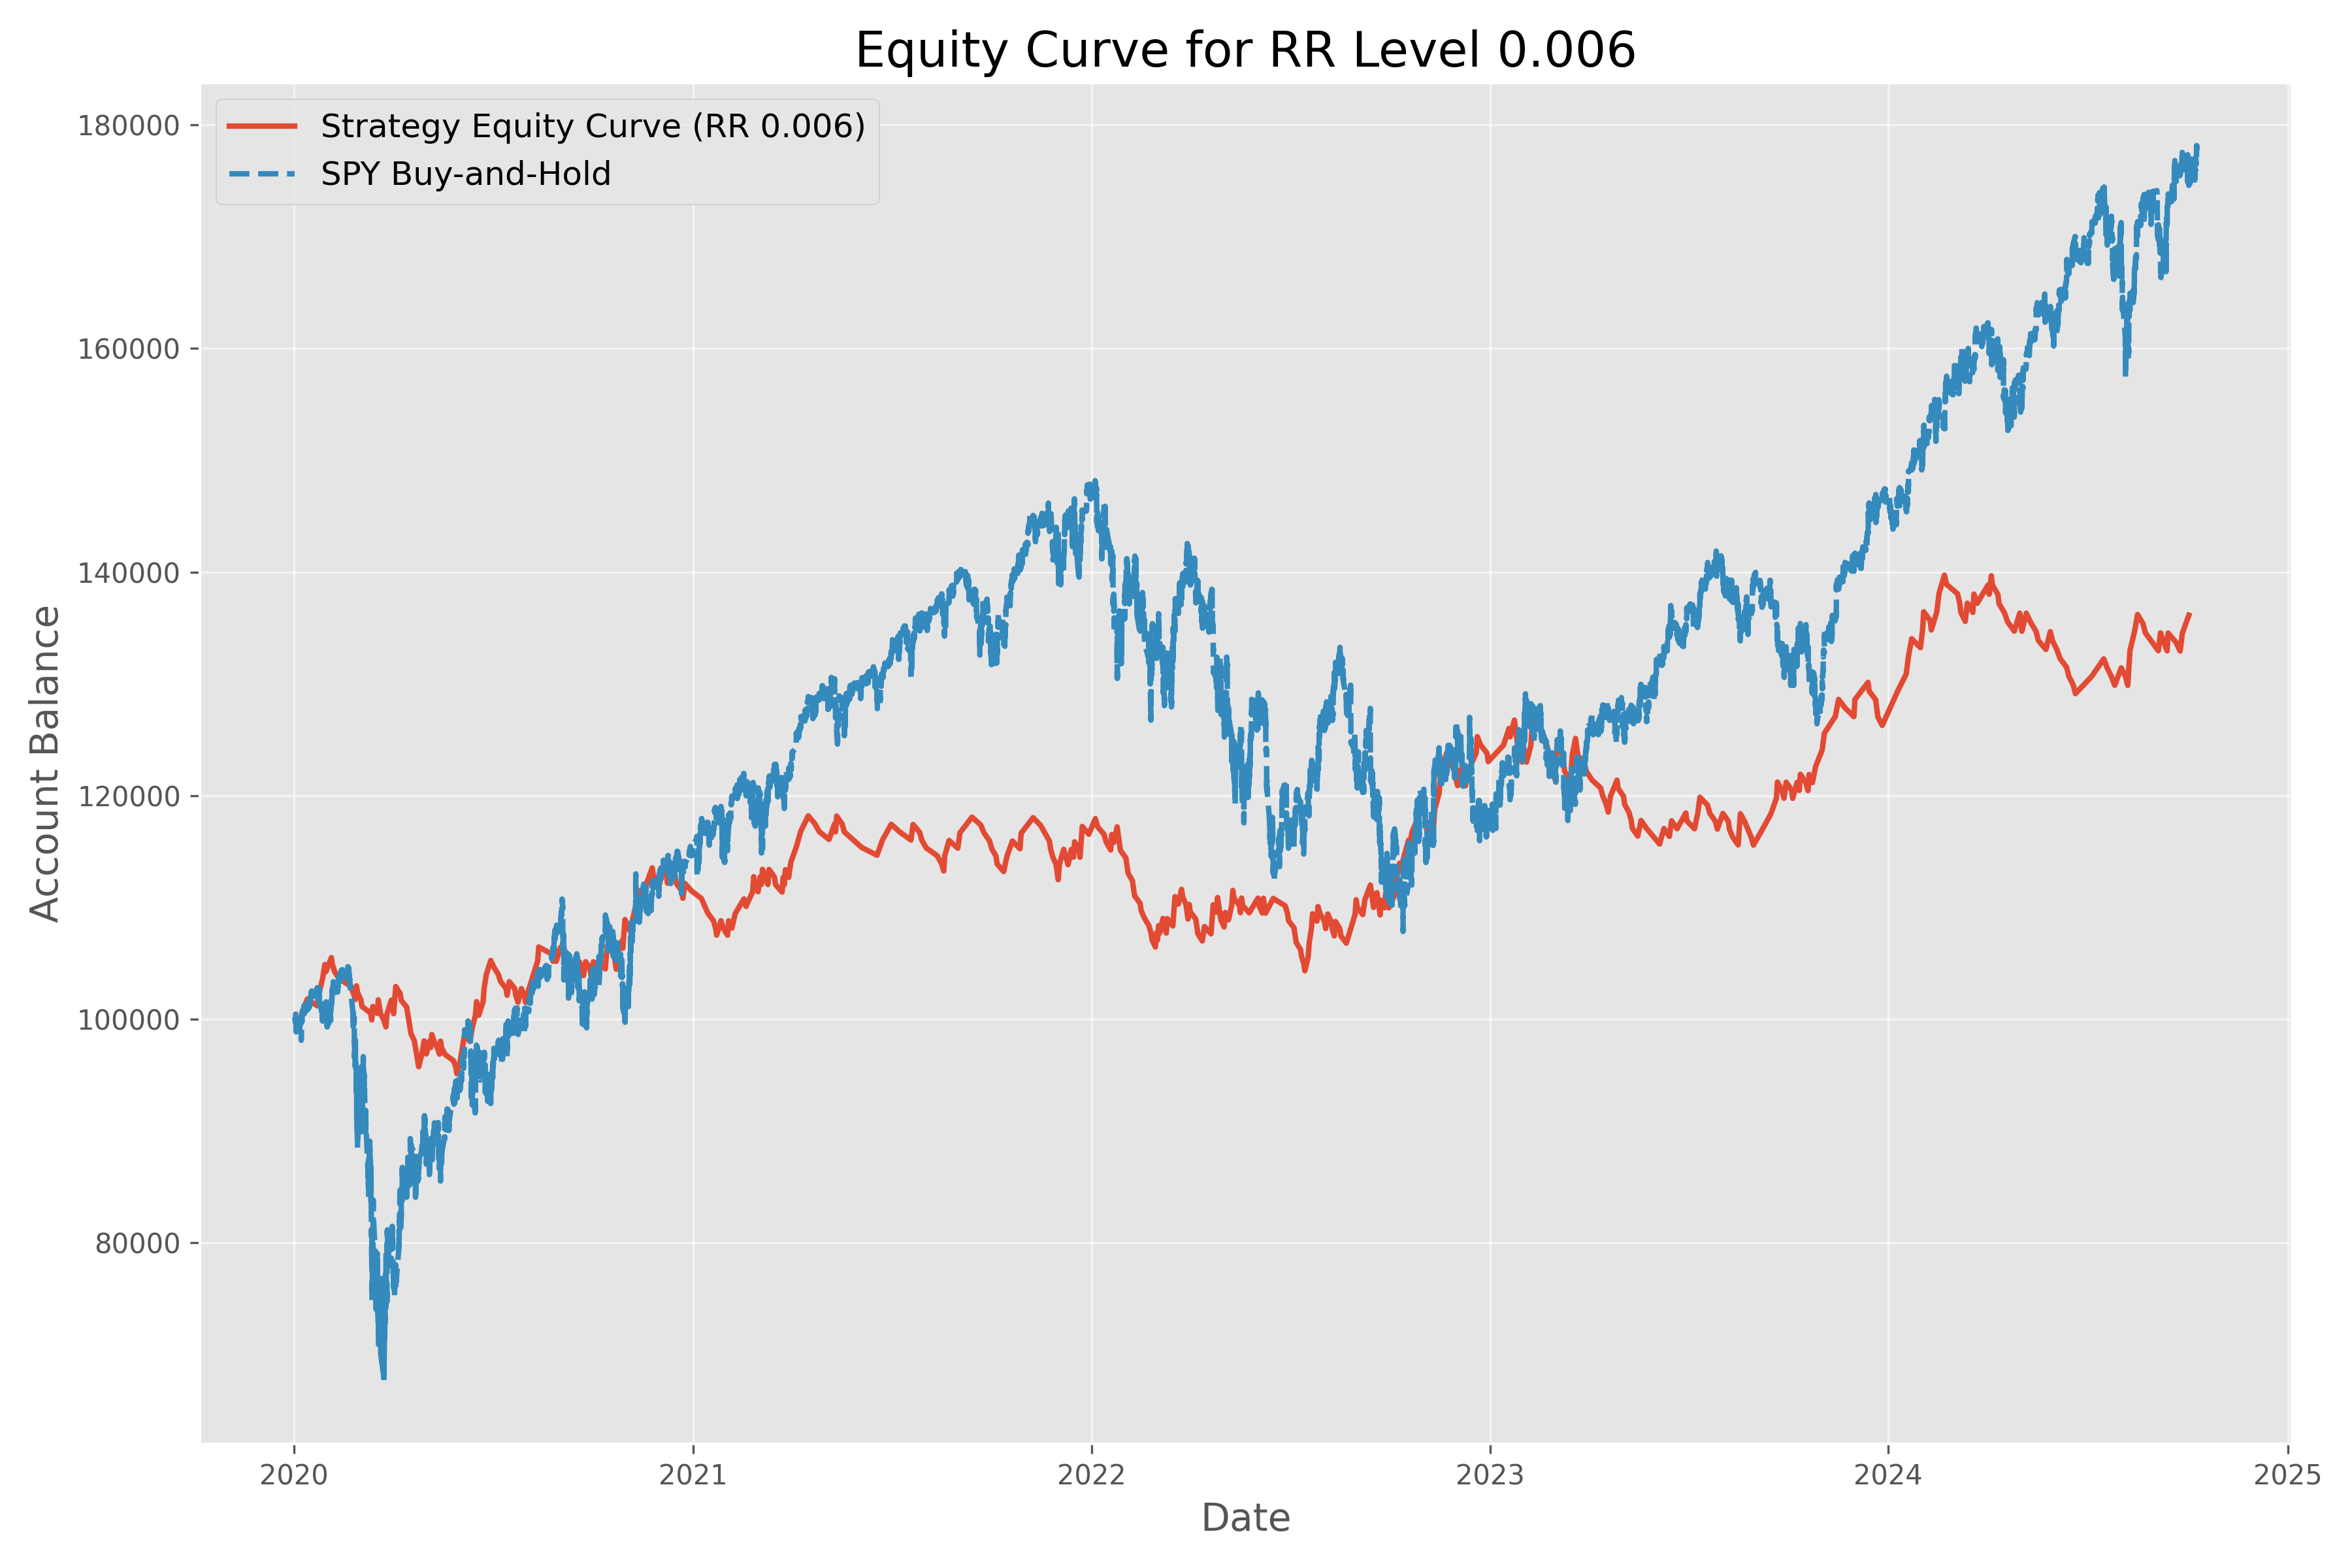 Equity Curve for RR Level 0.006
Strategy Equity Curve (RR 0.006)
SPY Buy-and-Hold
180000
160000
140000
120000
100000
80000
Account Balance
2020
2021
2022
2023
2024
2025
Date